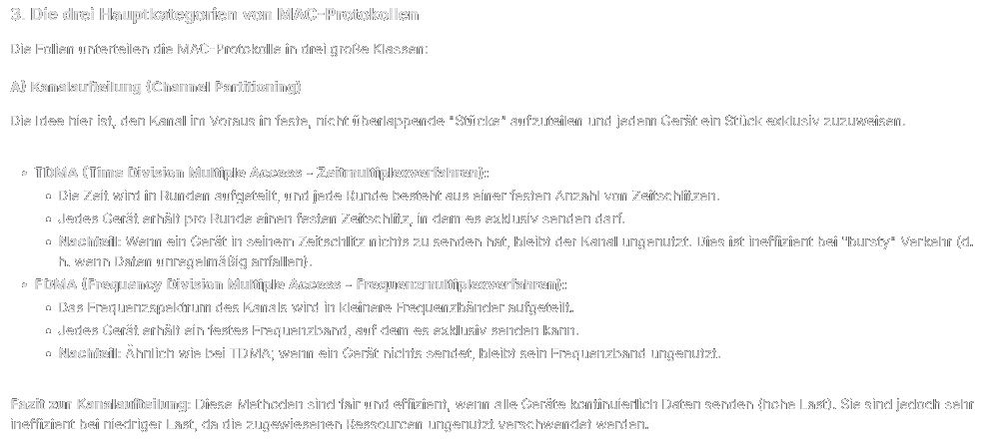 3. Die drei Hauptkategorien von MAC-Protokollen
Die Folien unterteilen die MAC-Protokolle in drei große Klassen:
A) Kanalaufteilung (Channel Partitioning)
Die Idee hier ist, den Kanal im Voraus in feste, nicht überlappende "Stücke" aufzuteilen und jedem Gerät ein Stück exklusiv zuzuweisen.
• TDMA (Time Division Multiple Access - Zeitmultiplexverfahren):
◦ Die Zeit wird in Runden aufgeteilt, und jede Runde besteht aus einer festen Anzahl von Zeitschlitzen.
◦ Jedes Gerät erhält pro Runde einen festen Zeitschlitz, in dem es exklusiv senden darf.
◦ Nachteil: Wenn ein Gerät in seinem Zeitschlitz nichts zu senden hat, bleibt der Kanal ungenutzt. Dies ist ineffizient bei "bursty" Verkehr (d.
h. wenn Daten unregelmäßig anfallen).
• FDMA (Frequency Division Multiple Access - Frequenzmultiplexverfahren):
◦ Das Frequenzspektrum des Kanals wird in kleinere Frequenzbänder aufgeteilt.
◦ Jedes Gerät erhält ein festes Frequenzband, auf dem es exklusiv senden kann.
◦ Nachteil: Ähnlich wie bei TDMA; wenn ein Gerät nichts sendet, bleibt sein Frequenzband ungenutzt.
Fazit zur Kanalaufteilung: Diese Methoden sind fair und effizient, wenn alle Geräte kontinuierlich Daten senden (hohe Last). Sie sind jedoch sehr
ineffizient bei niedriger Last, da die zugewiesenen Ressourcen ungenutzt verschwendet werden.